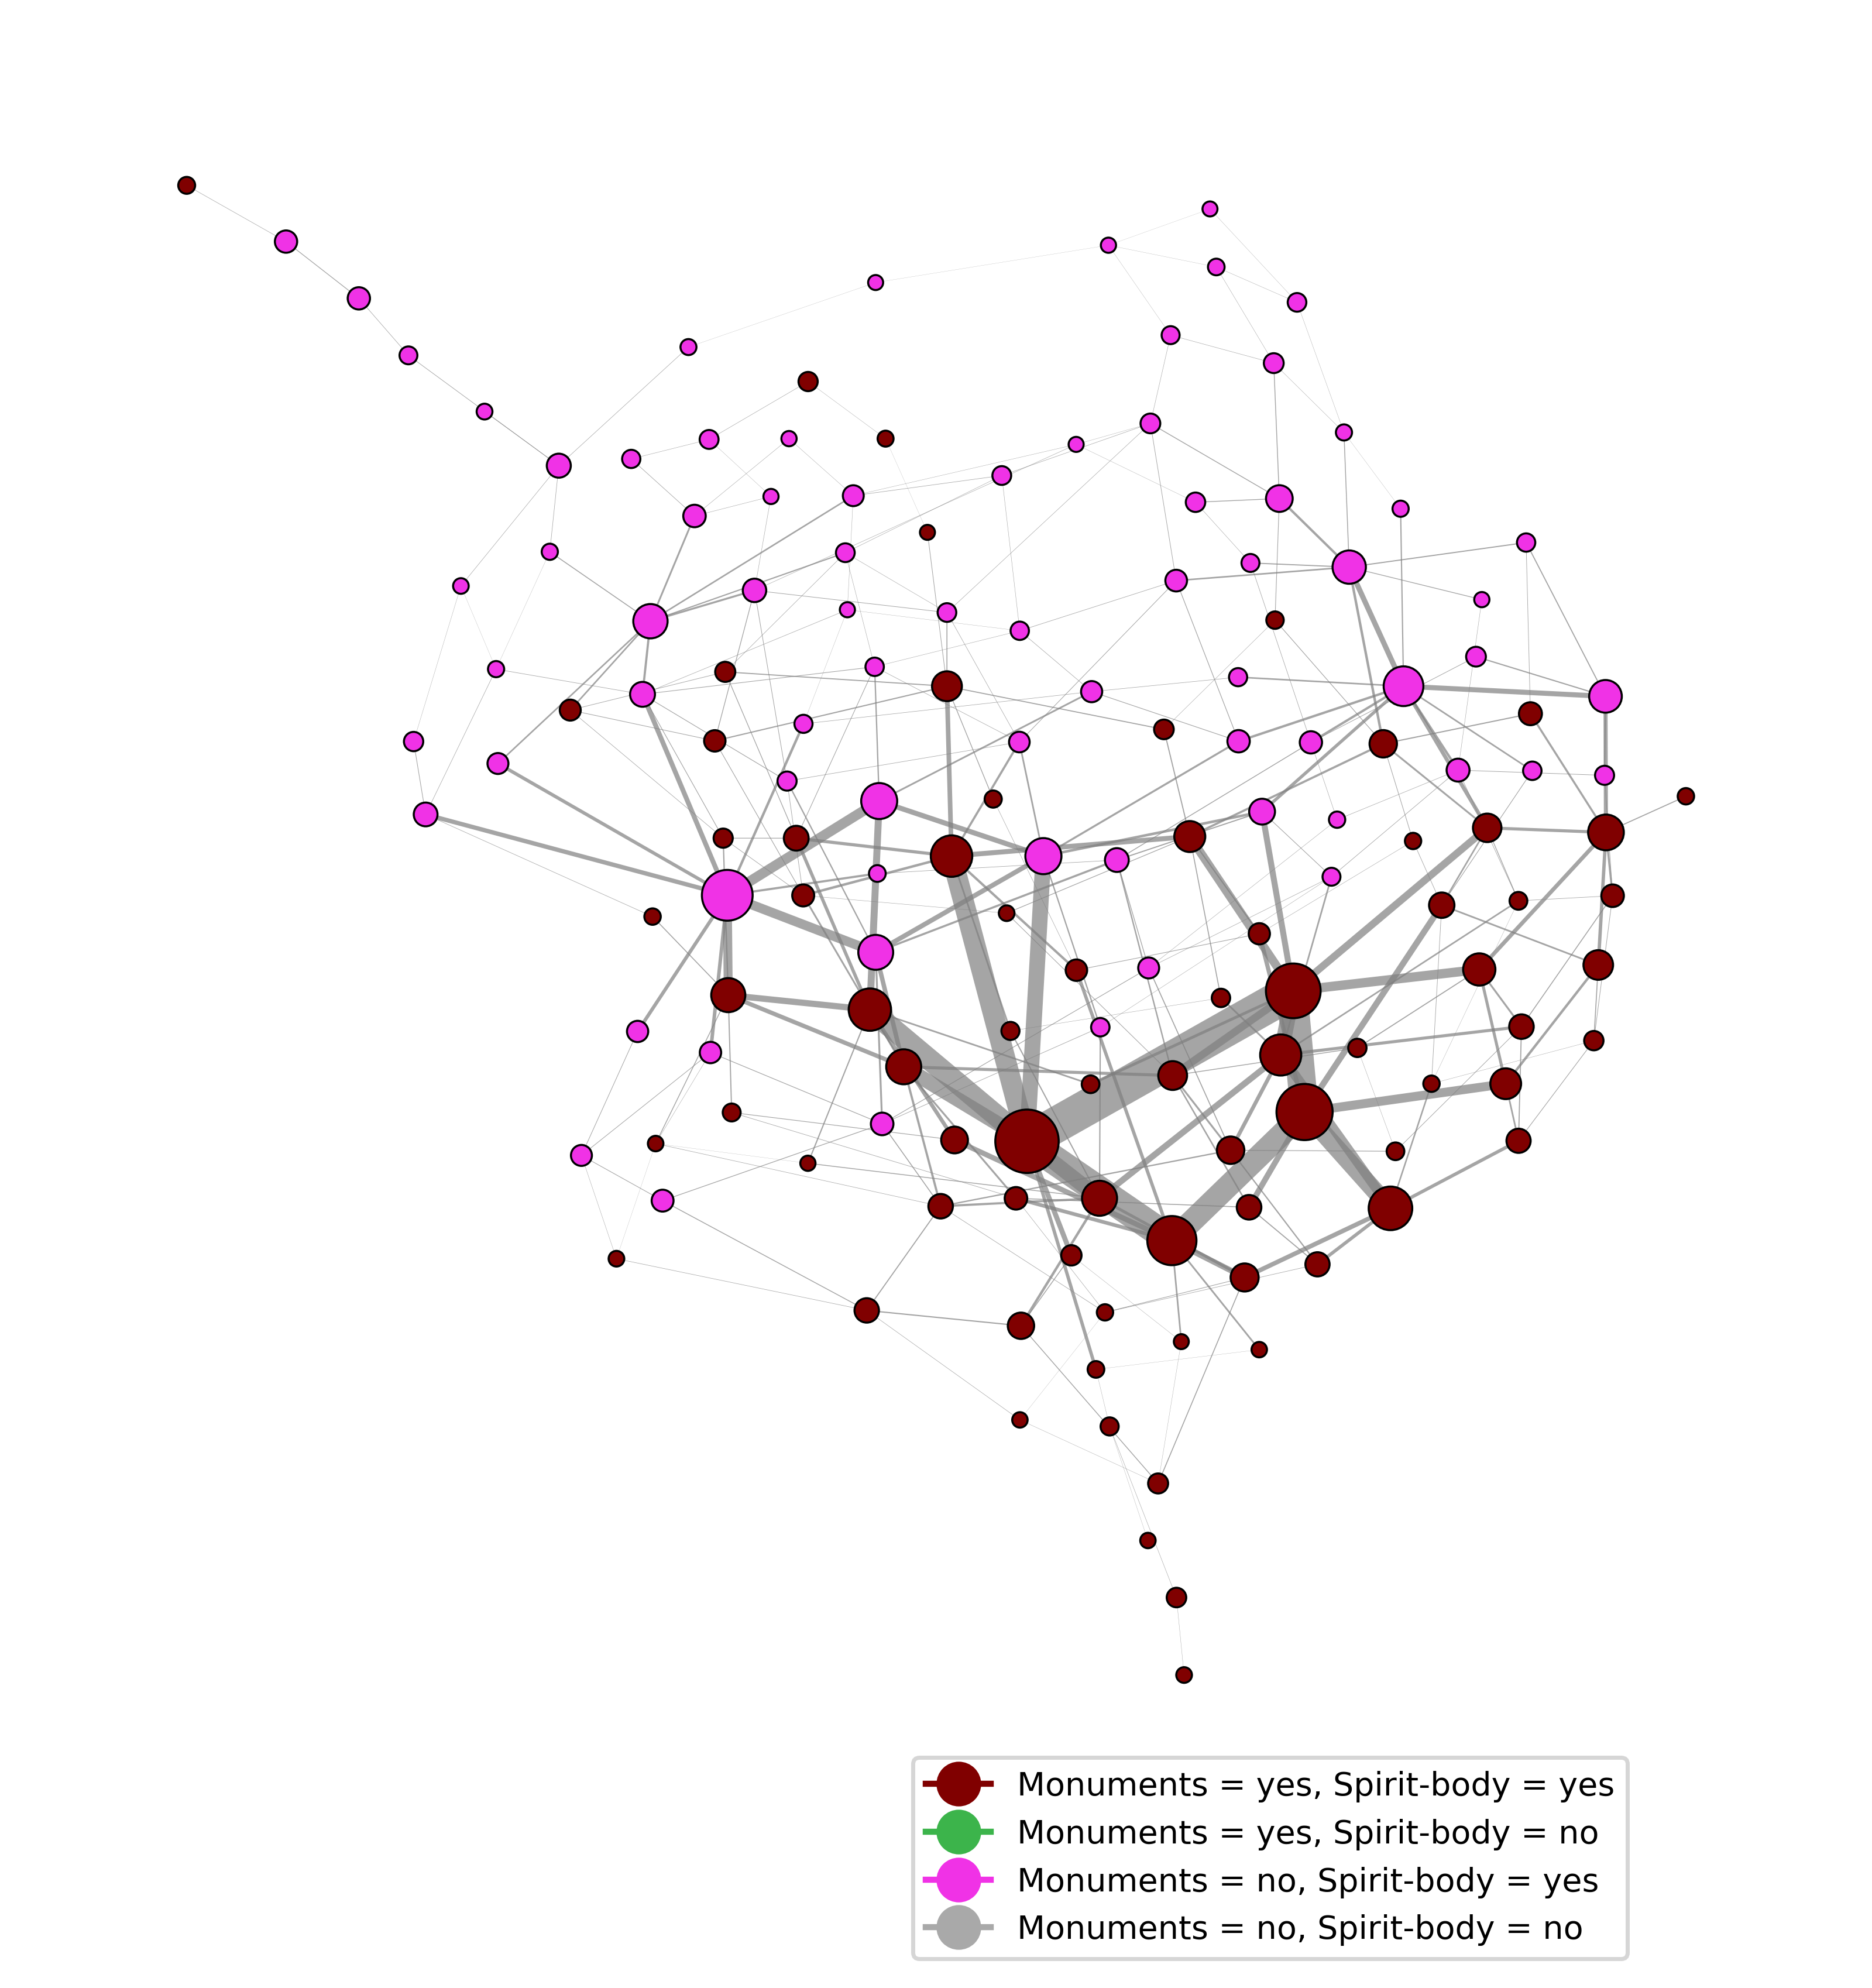 Monuments = yes, Spirit-body = yes
Monuments = yes, Spirit-body = no
Monuments = no, Spirit-body = yes
Monuments = no, Spirit-body = no